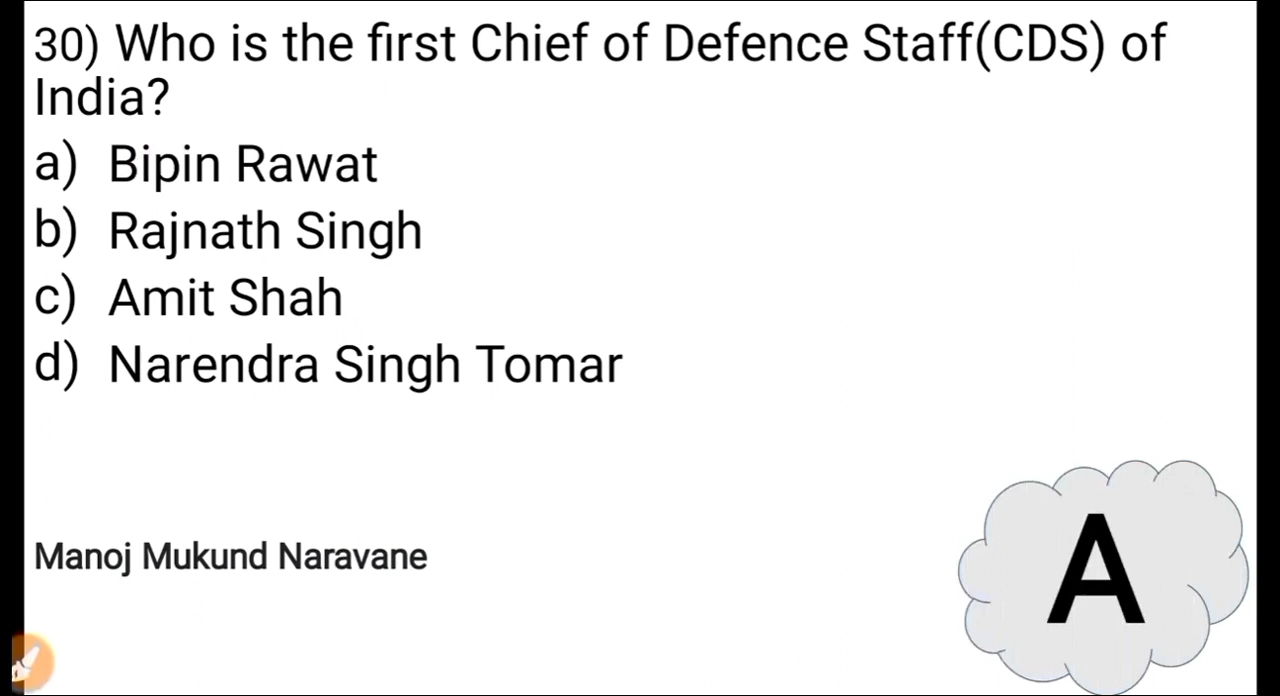 30) Who is the first Chief of Defence Staff(CDS) of
India?
a) Bipin Rawat
b) Rajnath Singh
c) Amit Shah
d) Narendra Singh Tomar
Manoj Mukund Naravane
A